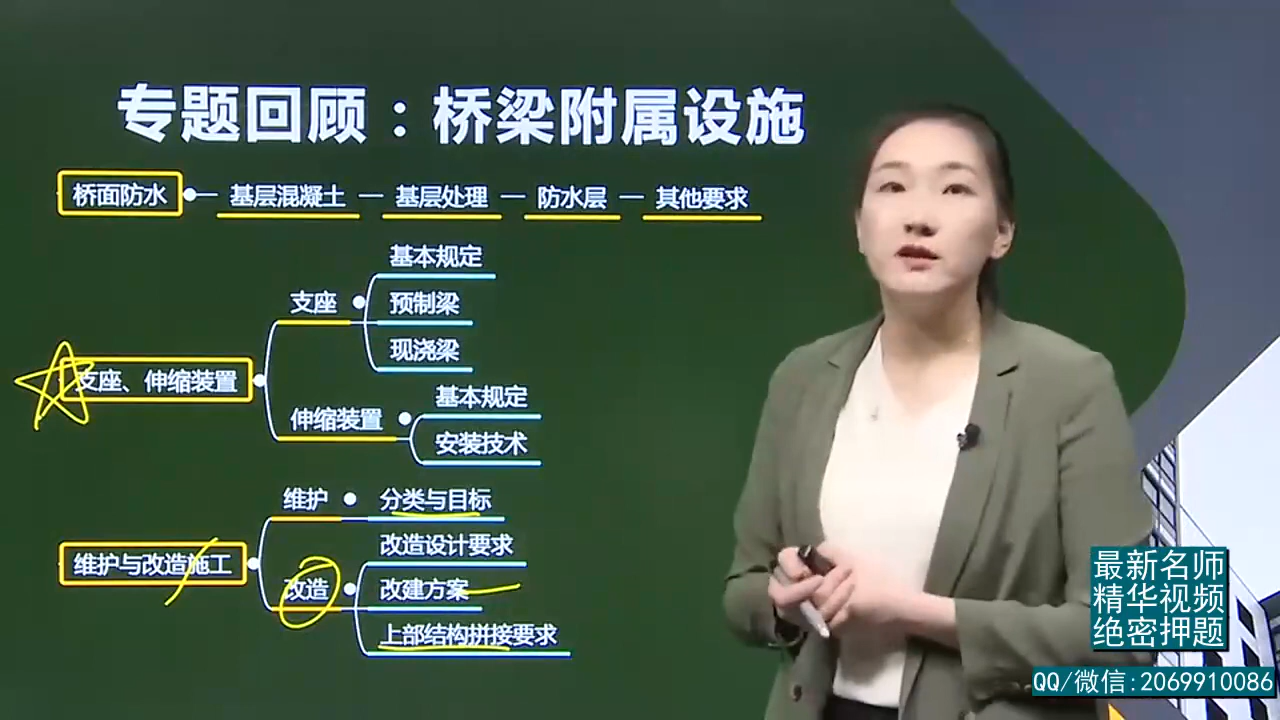 专题回顾：桥梁附属设施
桥面防水 基层混凝土 基层处理 防水层 其他要求
支座、伸缩装置
支座
基本规定
预制梁
现浇梁
伸缩装置
基本规定
安装技术
维护与改造施工
维护
分类与目标
改造
改造设计要求
改建方案
上部结构拼接要求
最新名师
精华视频
绝密押题
QQ/微信:2069910086